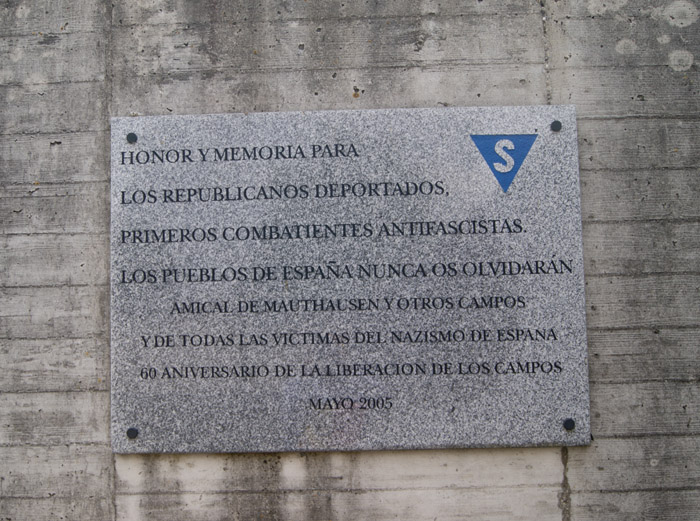 S
HONOR Y MEMORIA PARA
LOS REPUBLICANOS DEPORTADOS,
PRIMEROS COMBATIENTES ANTIFASCISTAS.
LOS PUEBLOS DE ESPAÑA NUNCA OS OLVIDARÁN
AMICAL DE MAUTHAUSEN Y OTROS CAMPOS
Y DE TODAS LAS VICTIMAS DEL NAZISMO DE ESPAÑA
60 ANIVERSARIO DE LA LIBERACION DE LOS CAMPOS
MAYO 2005